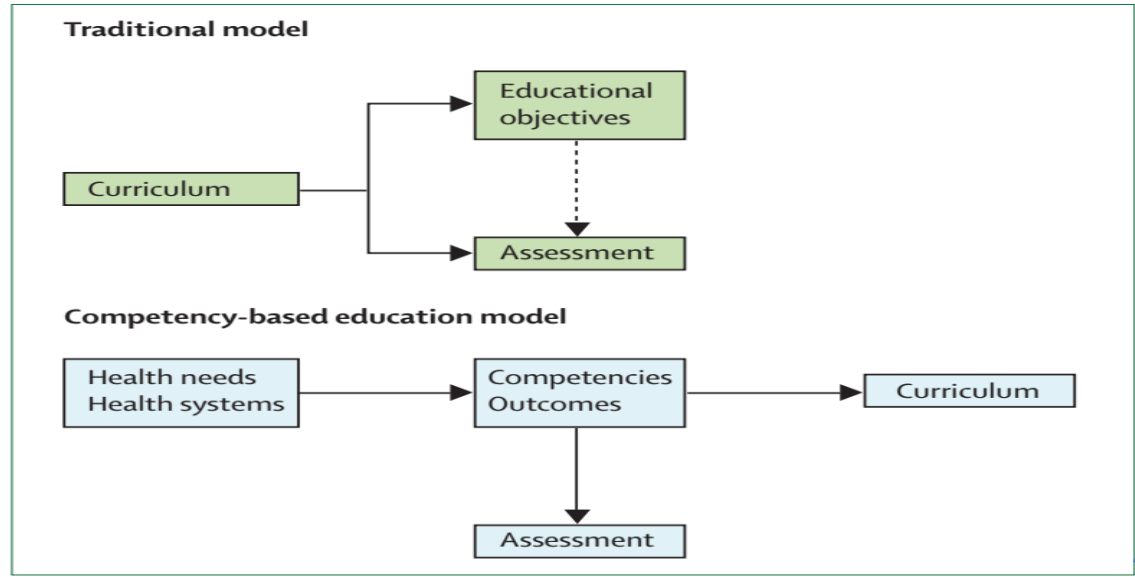 Traditional model
Educational
objectives
Curriculum
Assessment
Competency-based education model
Health needs
Health systems
Competencies
Outcomes
Curriculum
Assessment